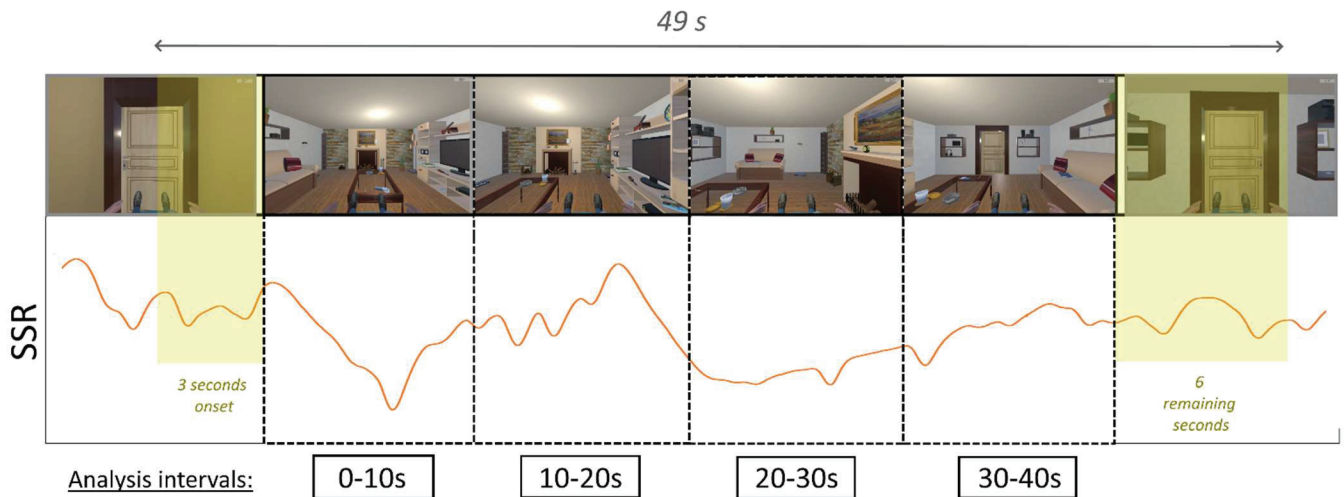 49 s
SSR
3 seconds
onset
6
remaining
seconds
Analysis intervals:
0-10s
10-20s
20-30s
30-40s